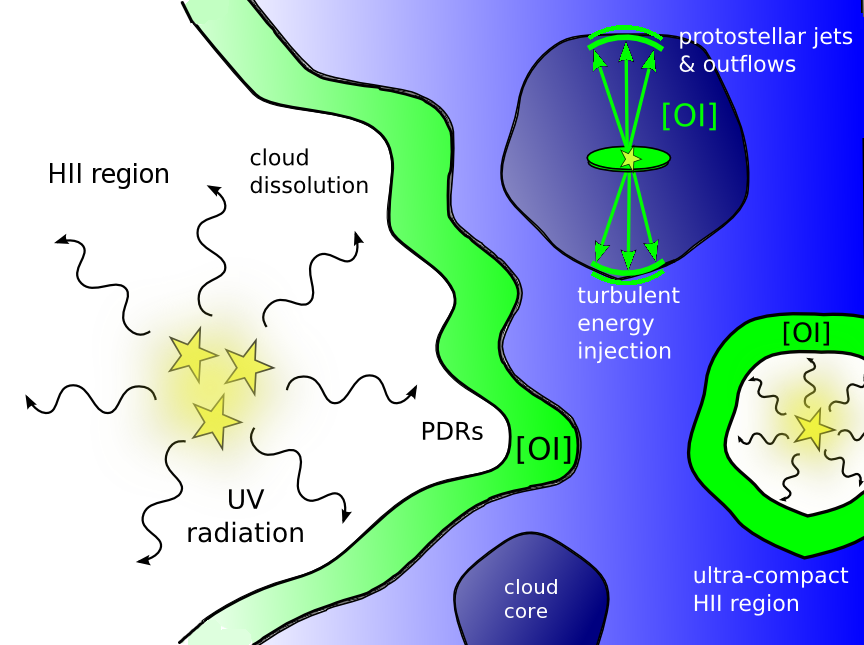 protostellar jets
& outflows
[OI]
HII region
cloud
dissolution
turbulent
energy
injection
[OI]
PDRs
[OI]
UV
radiation
cloud
core
ultra-compact
HII region